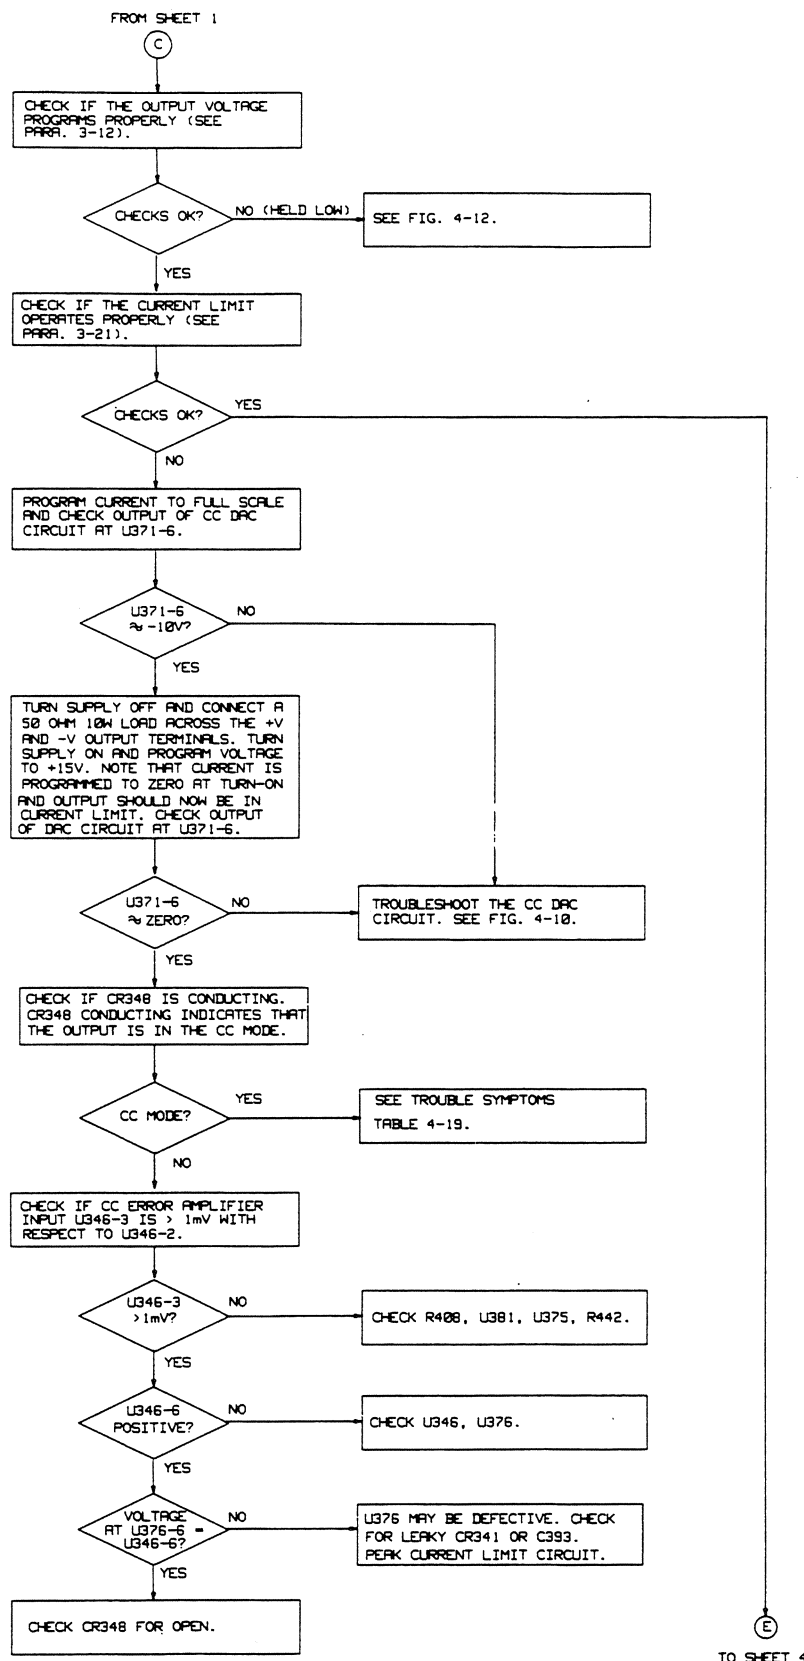 FROM SHEET 1
C
CHECK IF THE OUTPUT VOLTAGE
PROGRAMS PROPERLY (SEE
PARA. 3-12).
CHECKS OK?
NO (HELD LOW)
SEE FIG. 4-12.
YES
CHECK IF THE CURRENT LIMIT
OPERATES PROPERLY (SEE
PARA. 3-21).
CHECKS OK?
YES
NO
PROGRAM CURRENT TO FULL SCALE
AND CHECK OUTPUT OF CC DAC
CIRCUIT AT U371-6.
U371-6
≈ -10V?
NO
YES
TURN SUPPLY OFF AND CONNECT A
50 OHM 10W LOAD ACROSS THE +V
AND -V OUTPUT TERMINALS. TURN
SUPPLY ON AND PROGRAM VOLTAGE
TO +15V. NOTE THAT CURRENT IS
PROGRAMMED TO ZERO AT TURN-ON
AND OUTPUT SHOULD NOW BE IN
CURRENT LIMIT. CHECK OUTPUT
OF DAC CIRCUIT AT U371-6.
U371-6
≈ ZERO?
NO
TROUBLESHOOT THE CC DAC
CIRCUIT. SEE FIG. 4-10.
YES
CHECK IF CR348 IS CONDUCTING.
CR348 CONDUCTING INDICATES THAT
THE OUTPUT IS IN THE CC MODE.
CC MODE?
YES
SEE TROUBLE SYMPTOMS
TABLE 4-19.
NO
CHECK IF CC ERROR AMPLIFIER
INPUT U346-3 IS > 1mV WITH
RESPECT TO U346-2.
U346-3
>1mV?
NO
CHECK R408, U381, U375, R442.
YES
U346-6
POSITIVE?
NO
CHECK U346, U376.
YES
VOLTAGE
AT U376-6 =
U346-6?
NO
U376 MAY BE DEFECTIVE. CHECK
FOR LEAKY CR341 OR C393.
PEAK CURRENT LIMIT CIRCUIT.
YES
CHECK CR348 FOR OPEN.
E
TO SHEET 4